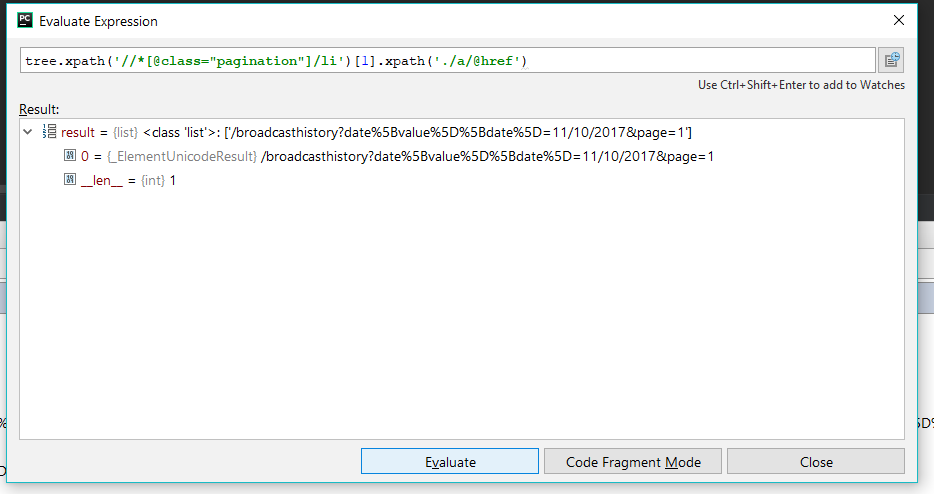 PC
Evaluate Expression
tree.xpath('//*[@class="pagination"]/li')[1].xpath('./a/@href')
Use Ctrl+Shift+Enter to add to Watches
Result:
result = {list} <class 'list'>: ['/broadcasthistory?date%5Bvalue%5D%5Bdate%5D=11/10/2017&page=1']
0 = {_ElementUnicodeResult} /broadcasthistory?date%5Bvalue%5D%5Bdate%5D=11/10/2017&page=1
__len__ = {int} 1
Evaluate
Code Fragment Mode
Close